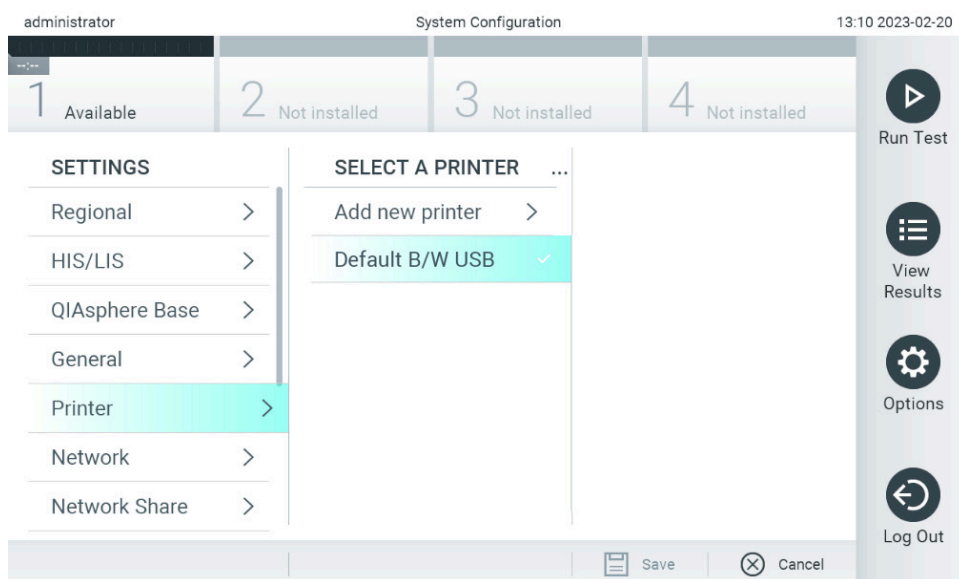 administrator System Configuration 13:10 2023-02-20
--:--
1 Available 2 Not installed 3 Not installed 4 Not installed
Run Test
SETTINGS
Regional
HIS/LIS
QIAsphere Base
General
Printer
Network
Network Share
SELECT A PRINTER ...
Add new printer
Default B/W USB
View
Results
Options
Log Out
Save Cancel